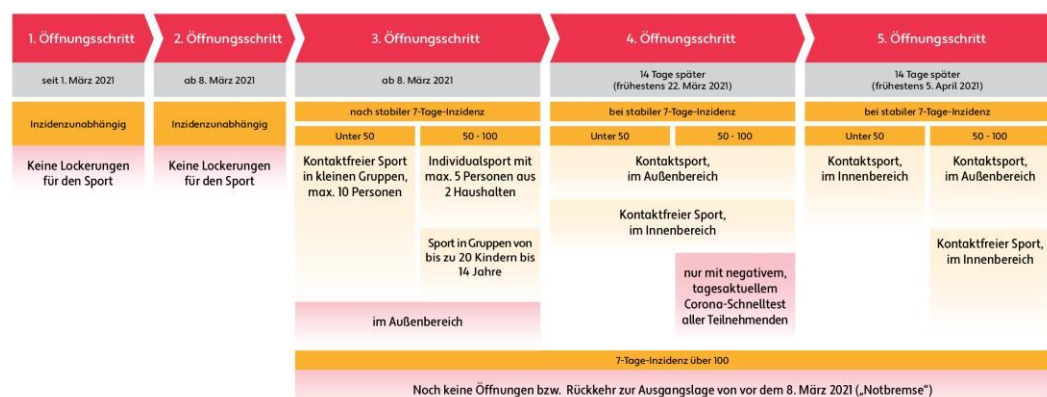 1. Öffnungsschritt
2. Öffnungsschritt
3. Öffnungsschritt
4. Öffnungsschritt
5. Öffnungsschritt
seit 1. März 2021
ab 8. März 2021
ab 8. März 2021
14 Tage später
(frühestens 22. März 2021)
14 Tage später
(frühestens 5. April 2021)
Inzidenzunabhängig
Inzidenzunabhängig
nach stabiler 7-Tage-Inzidenz
bei stabiler 7-Tage-Inzidenz
bei stabiler 7-Tage-Inzidenz
Unter 50
50 - 100
Unter 50
50 - 100
Unter 50
50 - 100
Keine Lockerungen
für den Sport
Keine Lockerungen
für den Sport
Kontaktfreier Sport
in kleinen Gruppen,
max. 10 Personen
Individualsport mit
max. 5 Personen aus
2 Haushalten
Sport in Gruppen von
bis zu 20 Kindern bis
14 Jahre
im Außenbereich
Kontaktsport,
im Außenbereich
Kontaktfreier Sport,
im Innenbereich
nur mit negativem,
tagesaktuellem
Corona-Schnelltest
aller Teilnehmenden
Kontaktsport,
im Innenbereich
Kontaktsport,
im Außenbereich
Kontaktfreier Sport,
im Innenbereich
7-Tage-Inzidenz über 100
Noch keine Öffnungen bzw. Rückkehr zur Ausgangslage von vor dem 8. März 2021 („Notbremse“)